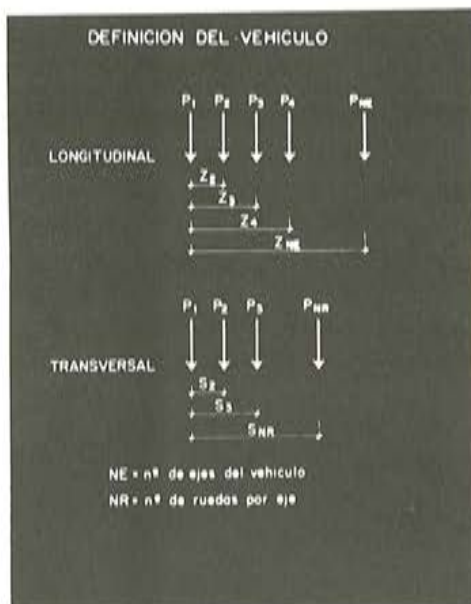 DEFINICION DEL VEHICULO
P1 P2 P3 P4 PNE
LONGITUDINAL
Z2
Z3
Z4
ZNE
P1 P2 P3 PNR
TRANSVERSAL
S2
S3
SNR
NE = nº de ejes del vehiculo
NR = nº de ruedas por eje